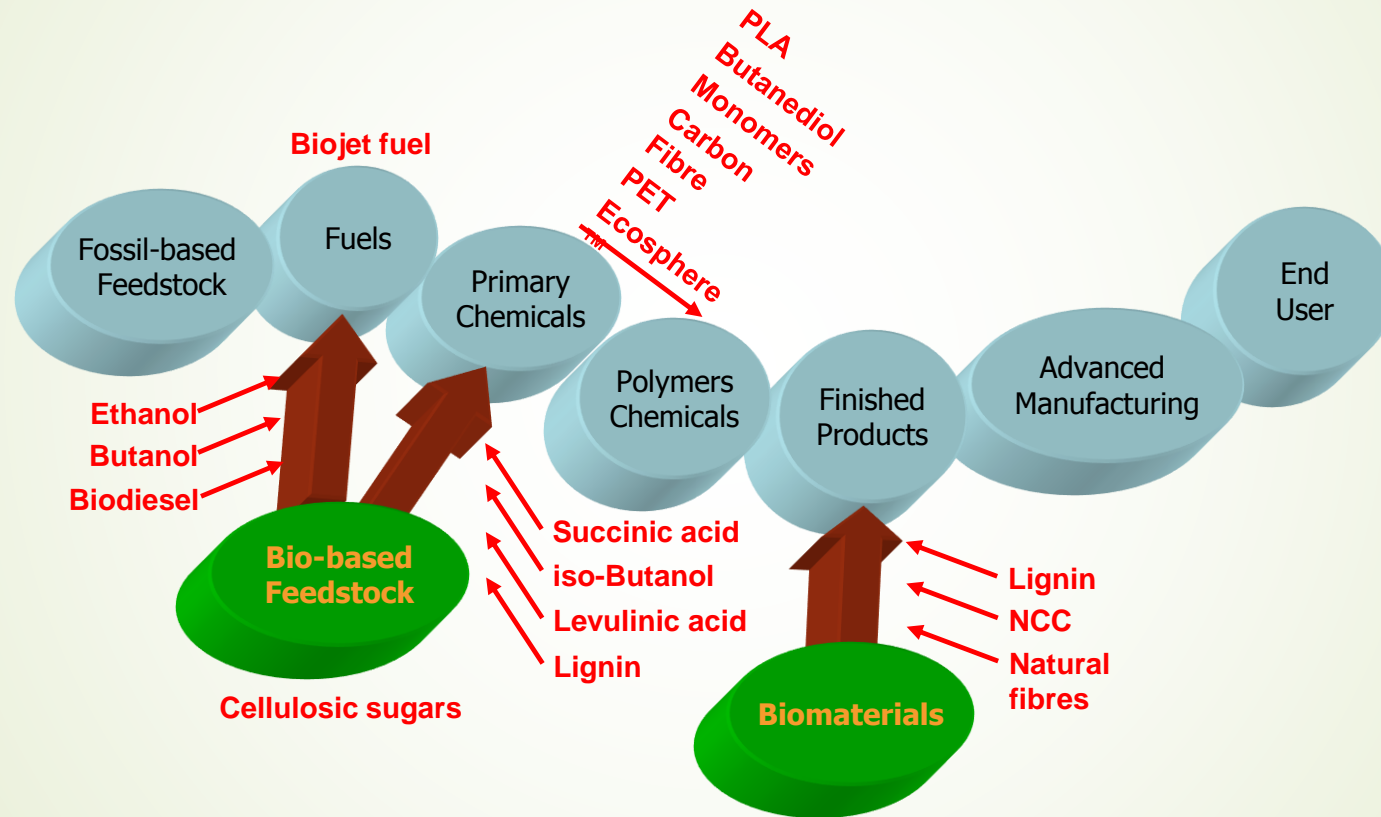 PLA
Butanediol
Monomers
Carbon
Fibre
PET
Ecosphere
TM
Biojet fuel
Fossil-based
Feedstock
Fuels
Primary
Chemicals
Polymers
Chemicals
Finished
Products
Advanced
Manufacturing
End
User
Ethanol
Butanol
Biodiesel
Bio-based
Feedstock
Cellulosic sugars
Succinic acid
iso-Butanol
Levulinic acid
Lignin
Lignin
NCC
Natural
fibres
Biomaterials